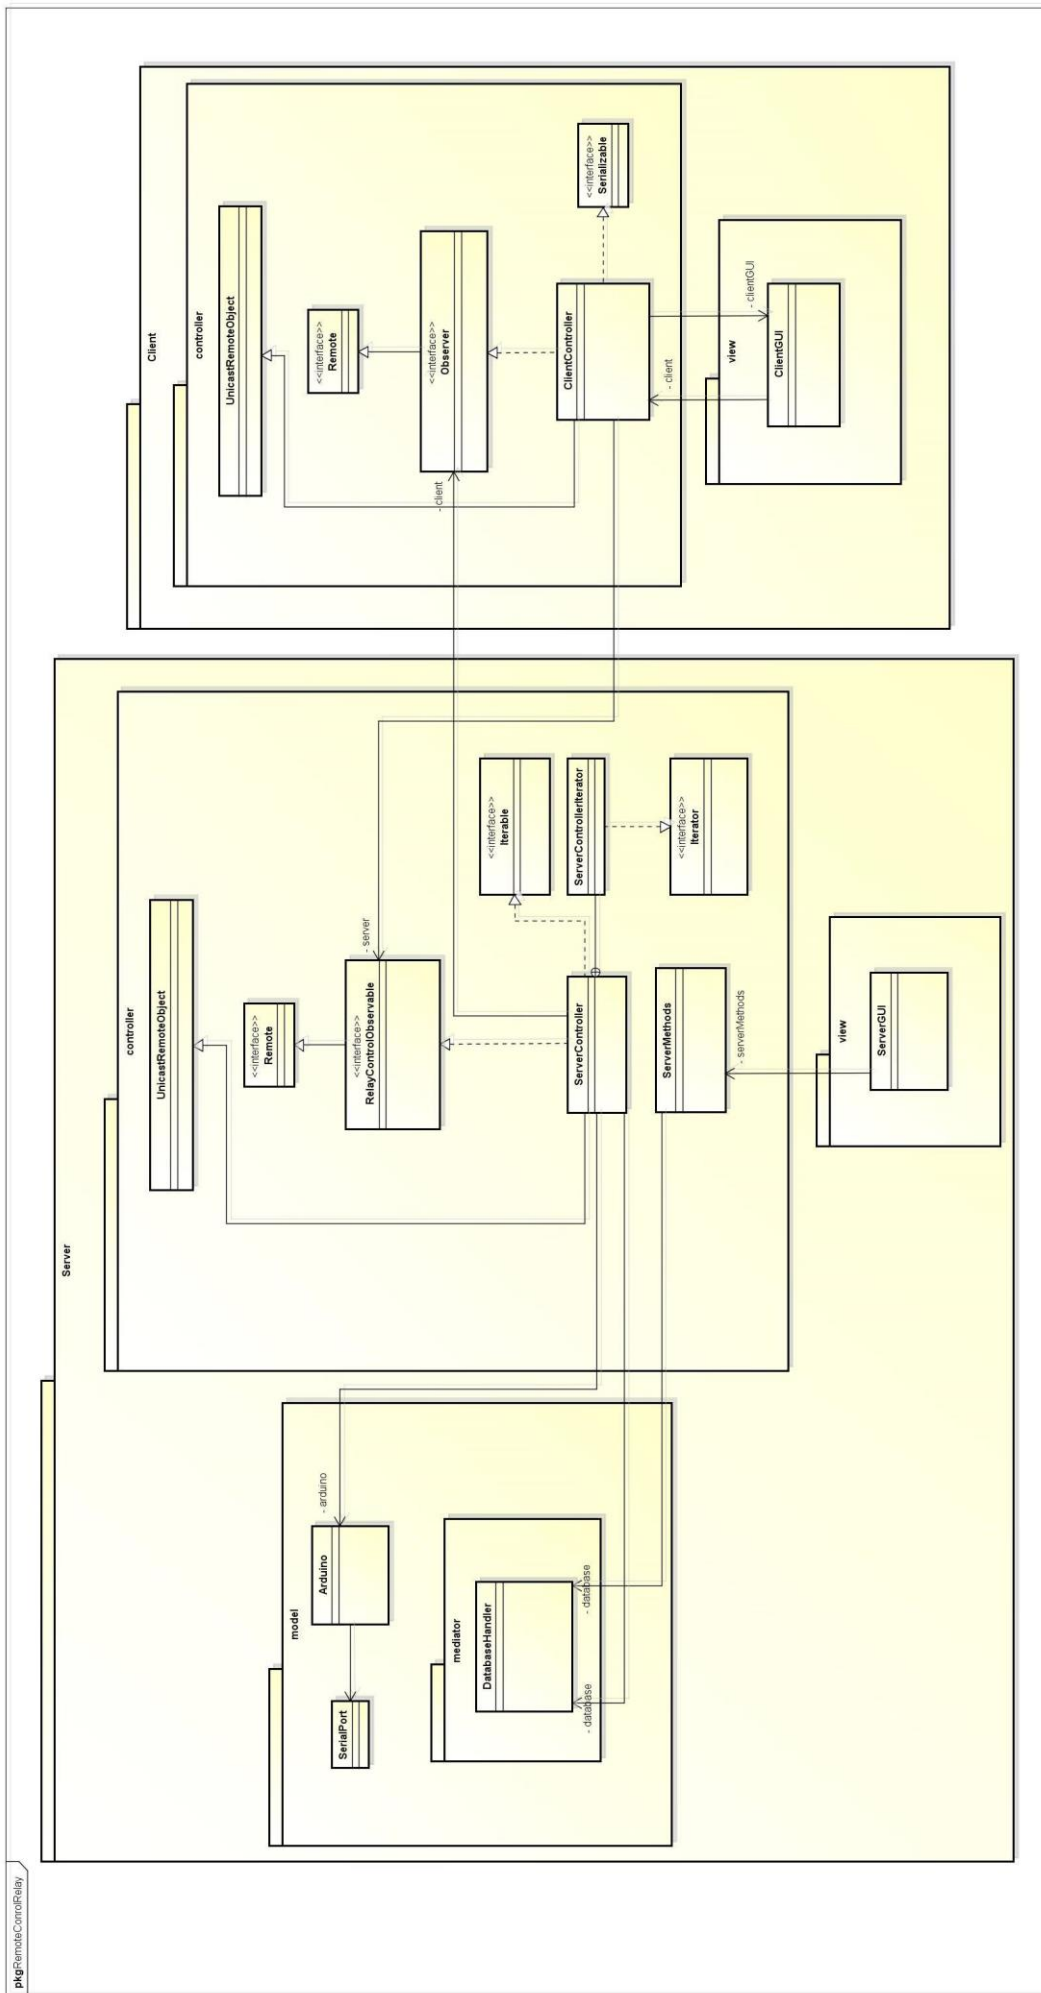 pkg RemoteConrolRelay
Server
model
SerialPort
Arduino
- arduino
mediator
DatabaseHandler
- database
- database
controller
UnicastRemoteObject
<<interface>>
Remote
<<interface>>
RelayControlObservable
- server
<<interface>>
Iterable
ServerController
ServerControllerIterator
<<interface>>
Iterator
ServerMethods
- serverMethods
view
ServerGUI
Client
controller
UnicastRemoteObject
<<interface>>
Remote
<<interface>>
Observer
- client
ClientController
<<interface>>
Serializable
- client
- clientGUI
view
ClientGUI